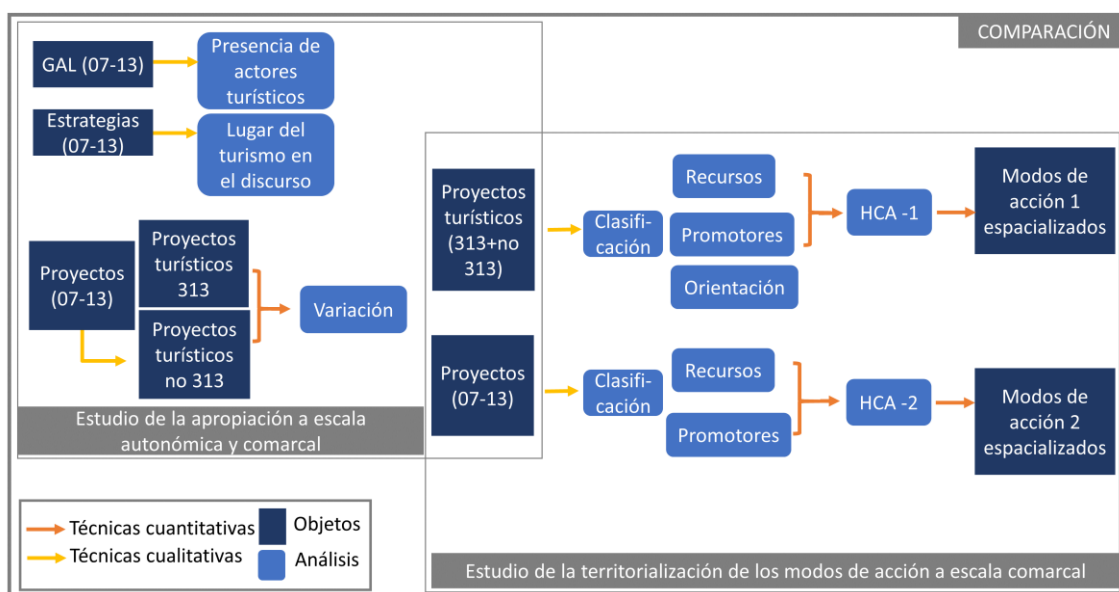 COMPARACIÓN
GAL (07-13)
Presencia de
actores
turísticos
Estrategias
(07-13)
Lugar del
turismo en
el discurso
Proyectos
(07-13)
Proyectos
turísticos
313
Proyectos
turísticos
no 313
Variación
Estudio de la apropiación a escala
autonómica y comarcal
Proyectos
turísticos
(313+no
313)
Clasifi-
cación
Recursos
Promotores
Orientación
HCA -1
Modos de
acción 1
espacializados
Proyectos
(07-13)
Clasifi-
cación
Recursos
Promotores
HCA -2
Modos de
acción 2
espacializados
Técnicas cuantitativas
Objetos
Técnicas cualitativas
Análisis
Estudio de la territorialización de los modos de acción a escala comarcal